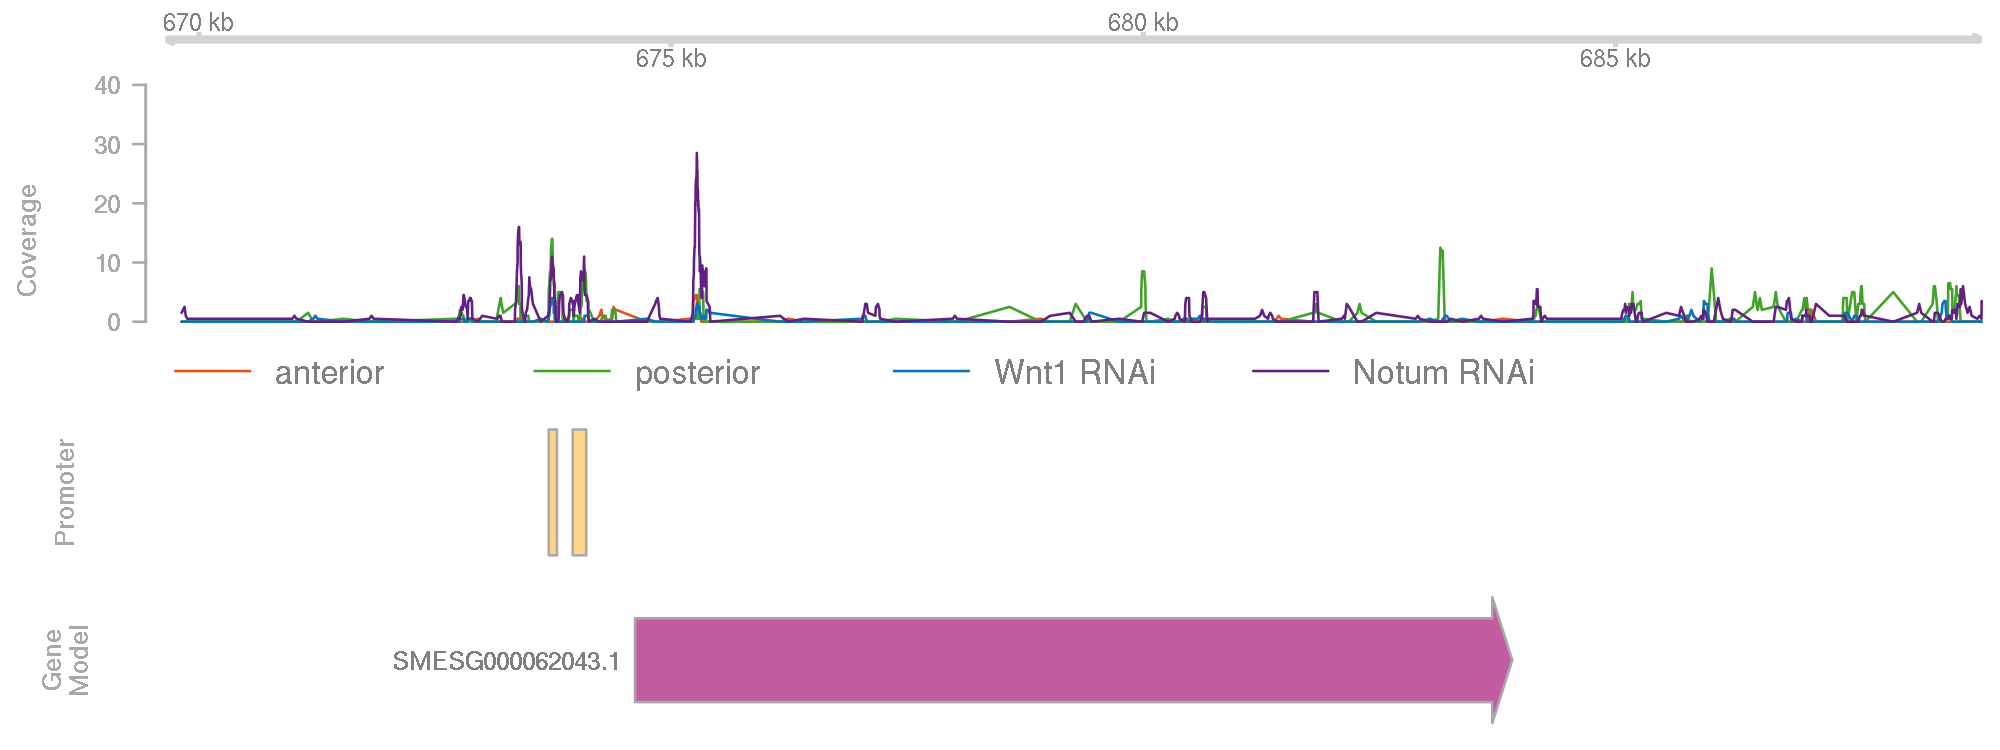 670 kb
680 kb
675 kb
685 kb
40
30
20
10
0
Coverage
anterior
posterior
Wnt1 RNAi
Notum RNAi
Promoter
Gene
Model
SMESG000062043.1